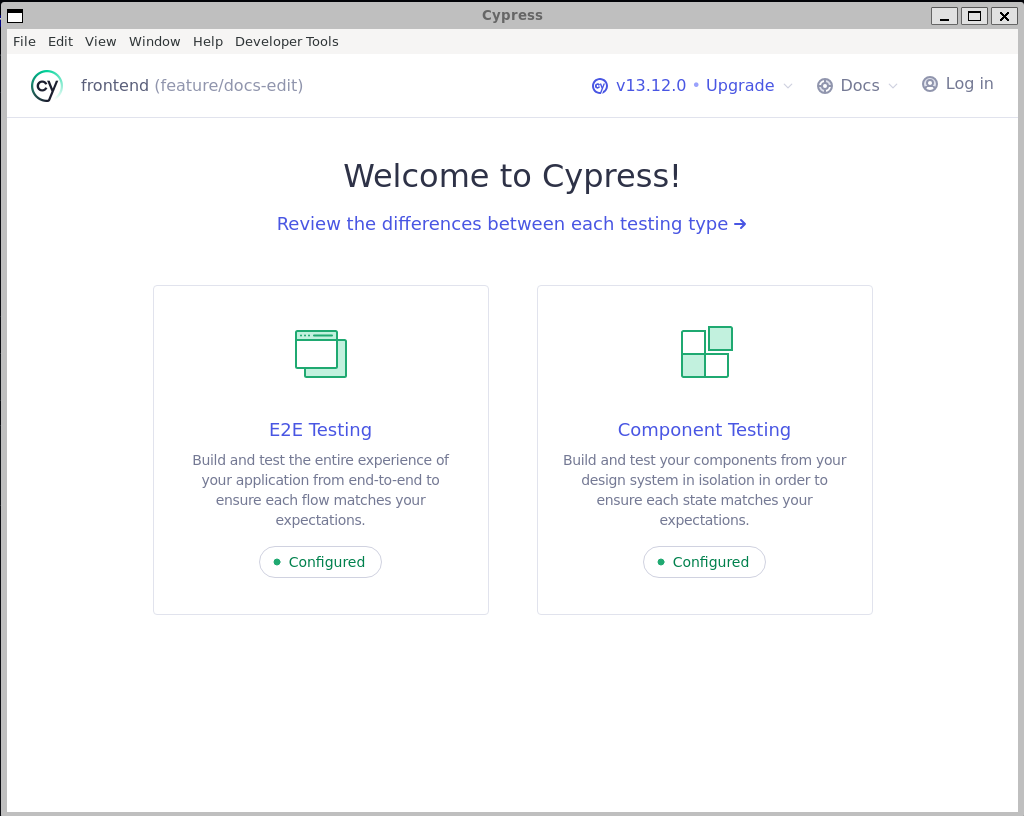 Cypress
File Edit View Window Help Developer Tools
cy frontend (feature/docs-edit) cy v13.12.0 • Upgrade Docs Log in
Welcome to Cypress!
Review the differences between each testing type →
E2E Testing
Build and test the entire experience of
your application from end-to-end to
ensure each flow matches your
expectations.
Configured
Component Testing
Build and test your components from your
design system in isolation in order to
ensure each state matches your
expectations.
Configured